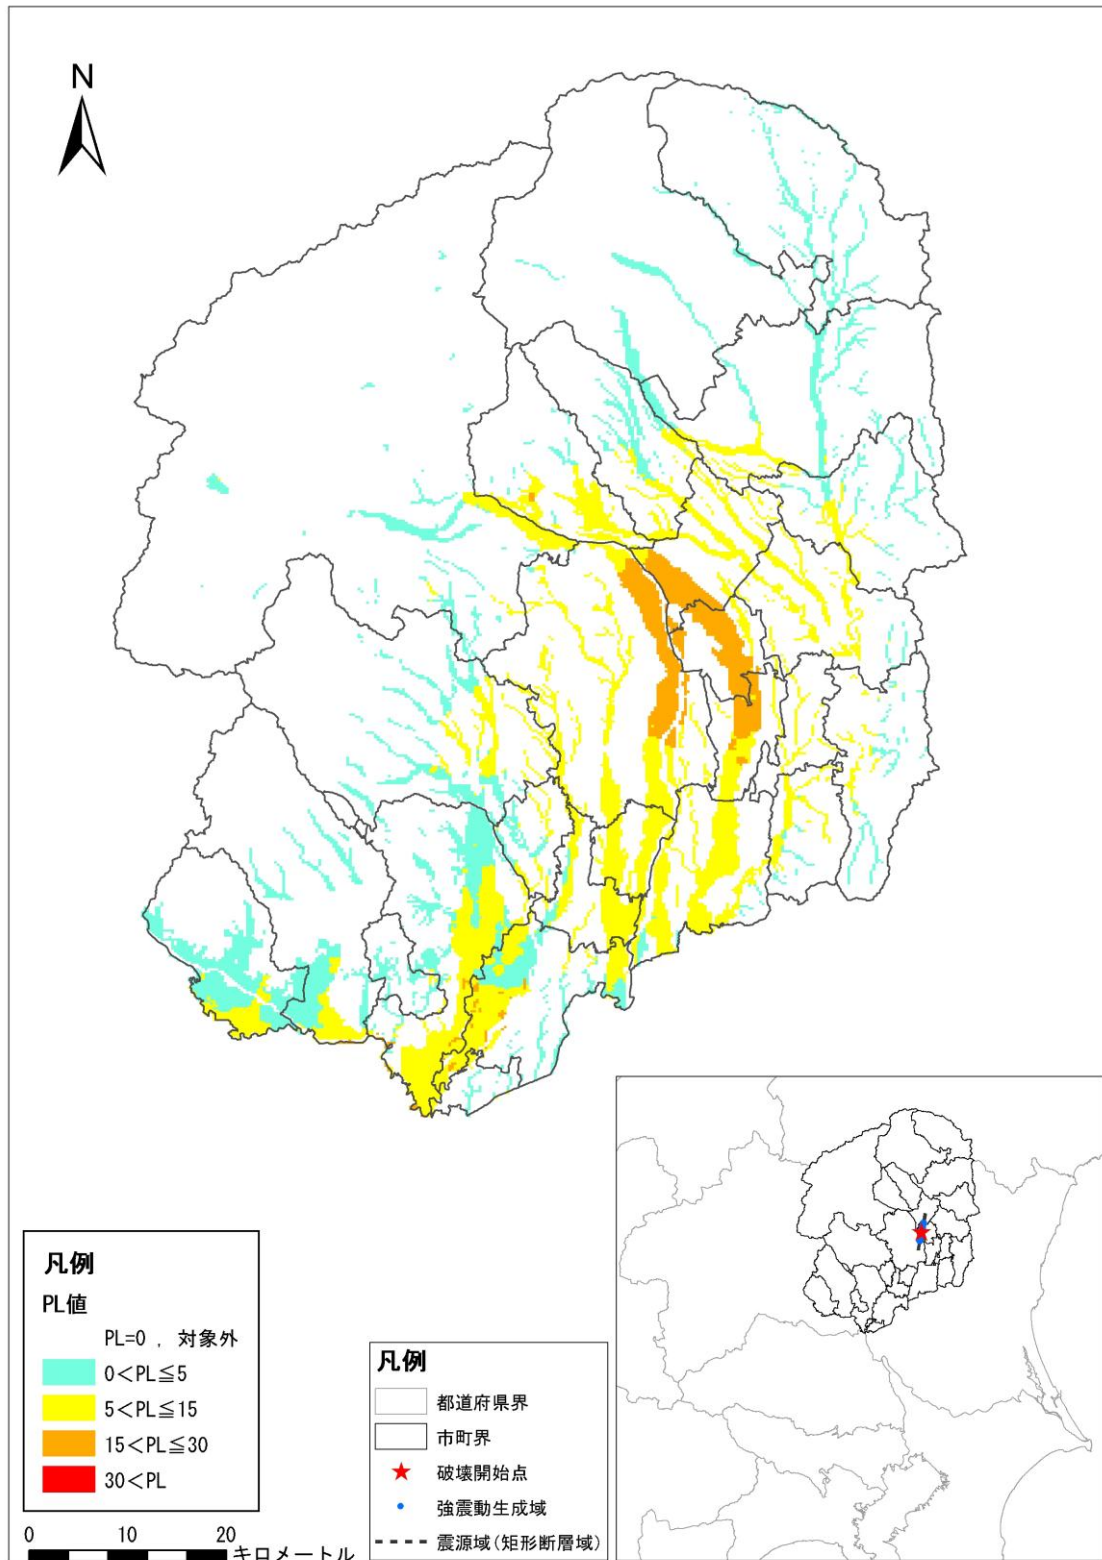 N
凡例
PL値
PL=0 , 対象外
0<PL≦5
5<PL≦15
15<PL≦30
30<PL
0 10 20
キロメートル
凡例
都道府県界
市町界
破壊開始点
強震動生成域
震源域(矩形断層域)